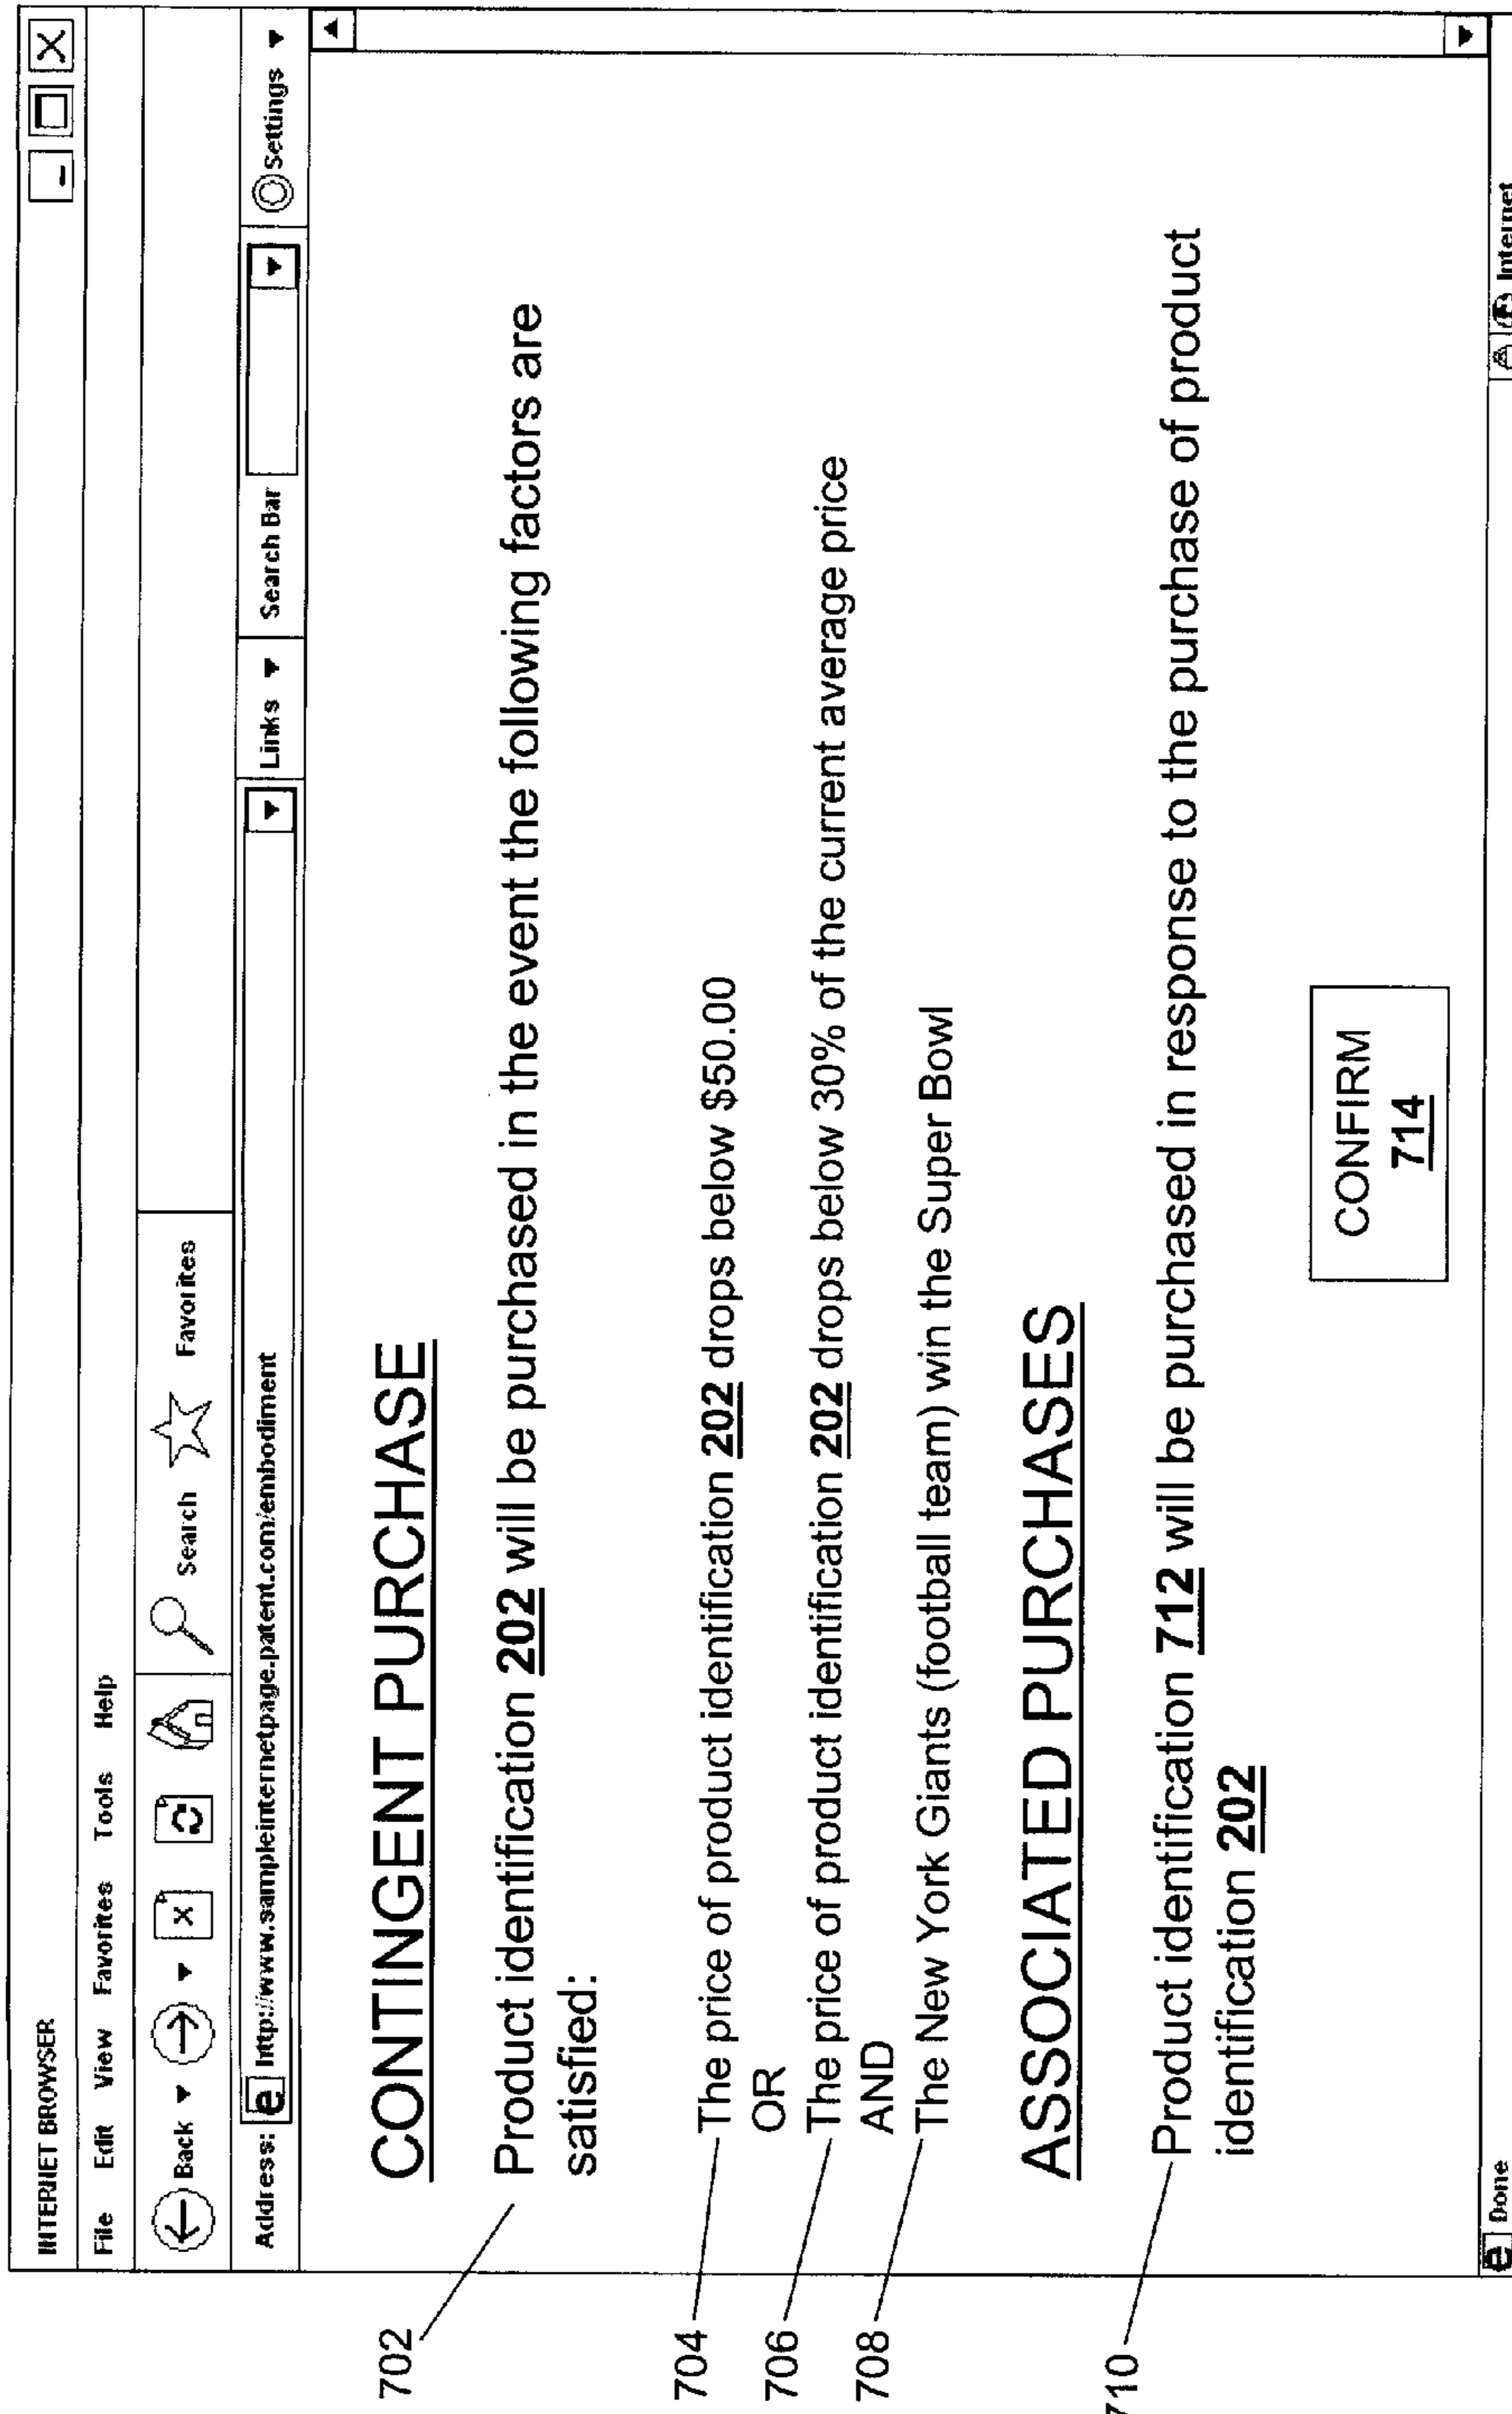 INTERNET BROWSER
File Edit View Favorites Tools Help
Back Search Favorites
Address: http://www.sampleinternetpage.patent.com/embodiment Links Search Bar Settings
CONTINGENT PURCHASE
702
Product identification 202 will be purchased in the event the following factors are
satisfied:
704
The price of product identification 202 drops below $50.00
OR
706
The price of product identification 202 drops below 30% of the current average price
AND
708
The New York Giants (football team) win the Super Bowl
ASSOCIATED PURCHASES
710
Product identification 712 will be purchased in response to the purchase of product
identification 202
CONFIRM
714
Done Internet